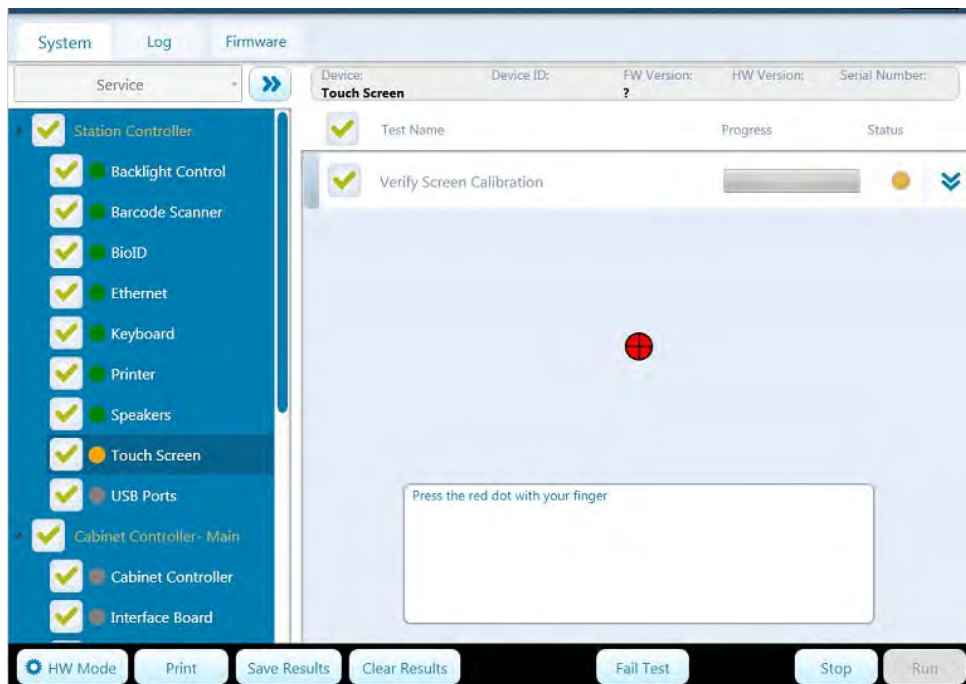 System Log Firmware
Service
Device: Device ID: FW Version: HW Version: Serial Number:
Touch Screen ?
Station Controller
Backlight Control
Barcode Scanner
BioID
Ethernet
Keyboard
Printer
Speakers
Touch Screen
USB Ports
Cabinet Controller- Main
Cabinet Controller
Interface Board
Test Name Progress Status
Verify Screen Calibration
Press the red dot with your finger
HW Mode Print Save Results Clear Results Fail Test Stop Run